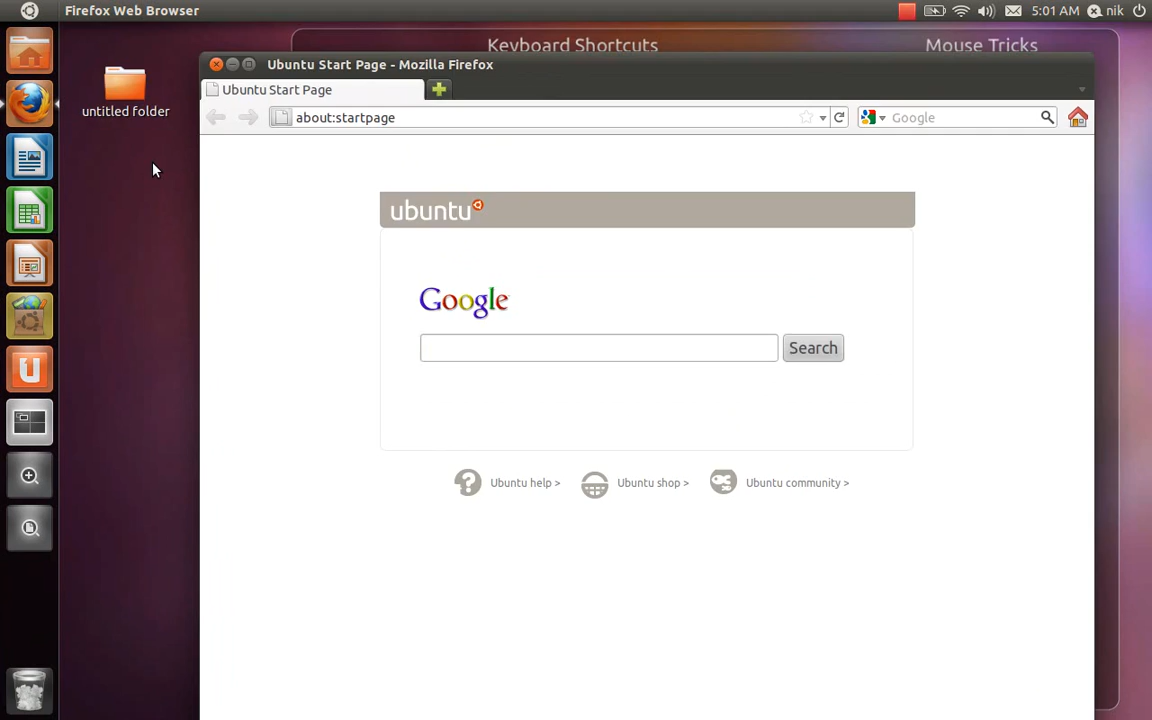 Firefox Web Browser
5:01 AM
nik
Keyboard Shortcuts
Mouse Tricks
untitled folder
Ubuntu Start Page - Mozilla Firefox
Ubuntu Start Page
about:startpage
Google
ubuntu
Google
Search
Ubuntu help >
Ubuntu shop >
Ubuntu community >